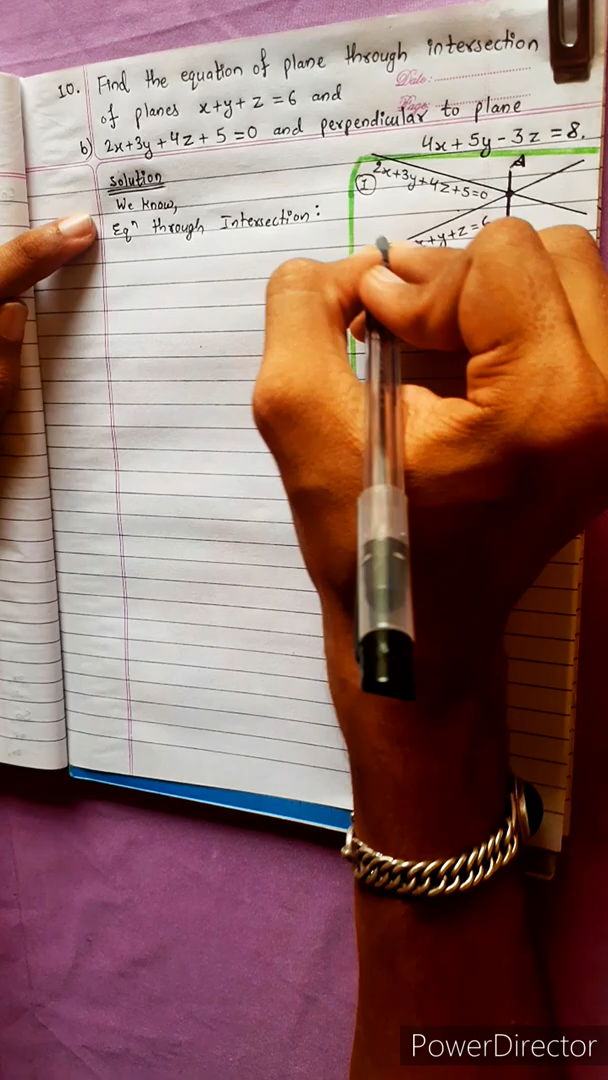 10. Find the equation of plane through intersection
Date:
of planes x+y+z=6 and
Page:
b) 2x+3y+4z+5=0 and perpendicular to plane
4x+5y-3z=8.
Solution
A
I 2x+3y+4z+5=0
We know,
Eqⁿ through Intersection:
x+y+z=6
PowerDirector